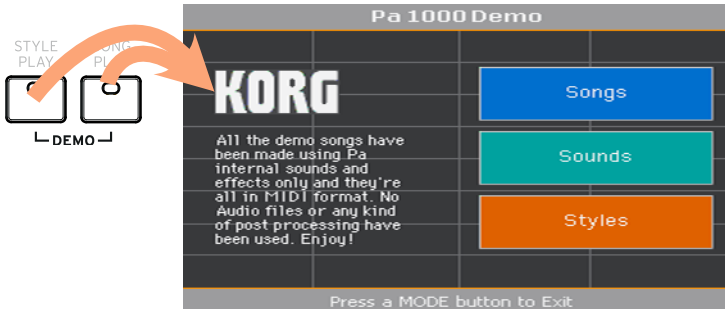 Pa 1000 Demo
STYLE
PLAY
SONG
DEMO
KORG
All the demo songs have
been made using Pa
internal sounds and
effects only and they're
all in MIDI format. No
Audio files or any kind
of post processing have
been used. Enjoy!
Songs
Sounds
Styles
Press a MODE button to Exit